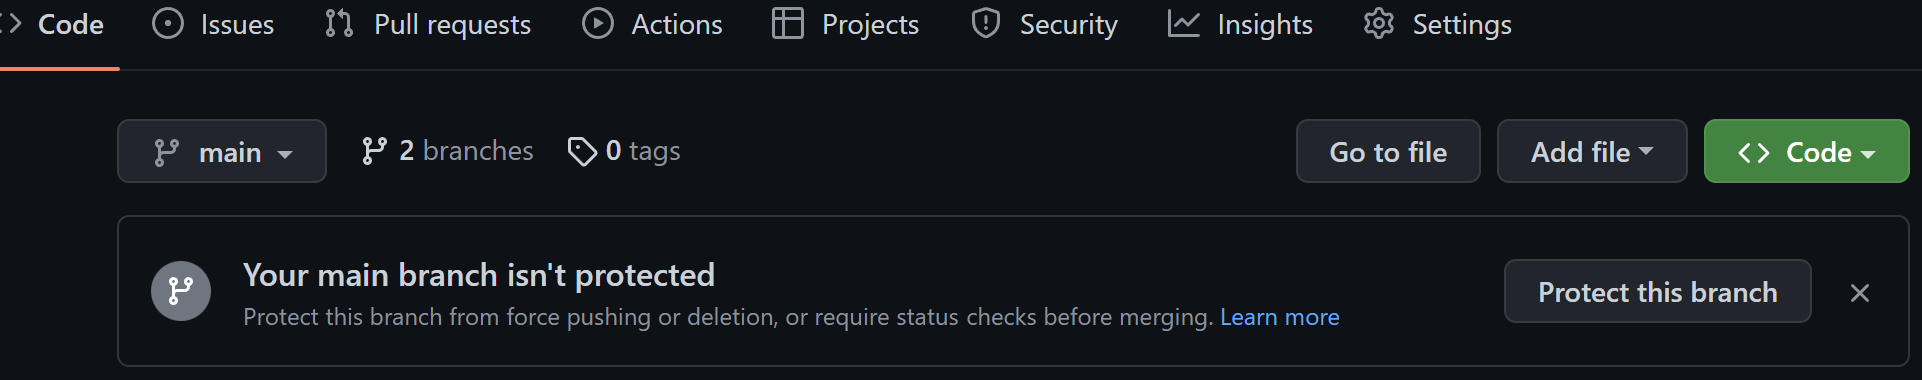 Code Issues Pull requests Actions Projects Security Insights Settings
main 2 branches 0 tags Go to file Add file Code
Your main branch isn't protected
Protect this branch from force pushing or deletion, or require status checks before merging. Learn more
Protect this branch